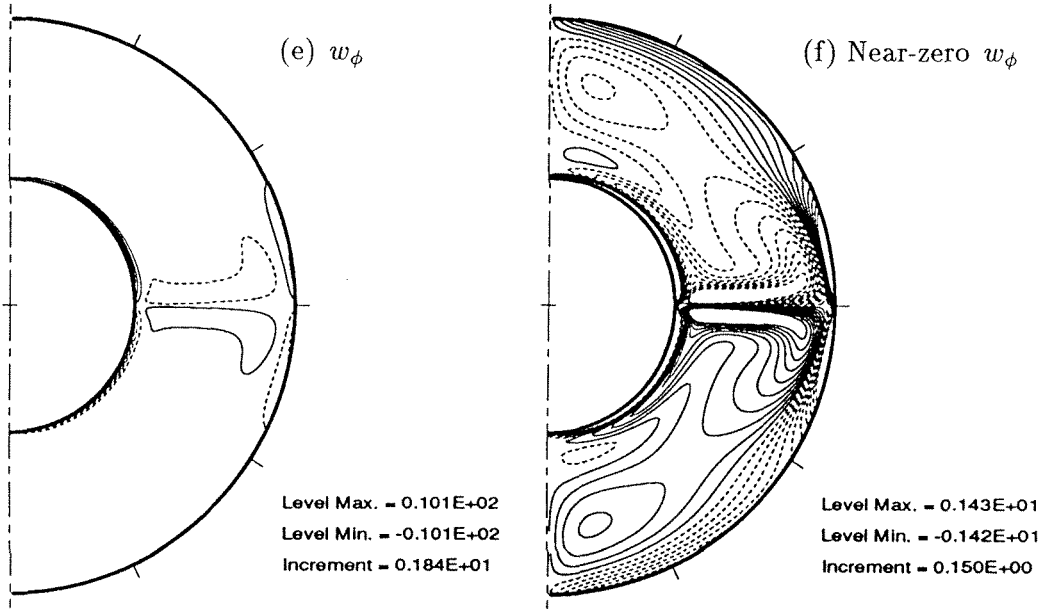 (e) w_ϕ
(f) Near-zero w_ϕ
Level Max. = 0.101E+02
Level Min. = -0.101E+02
Increment = 0.184E+01
Level Max. = 0.143E+01
Level Min. = -0.142E+01
Increment = 0.150E+00